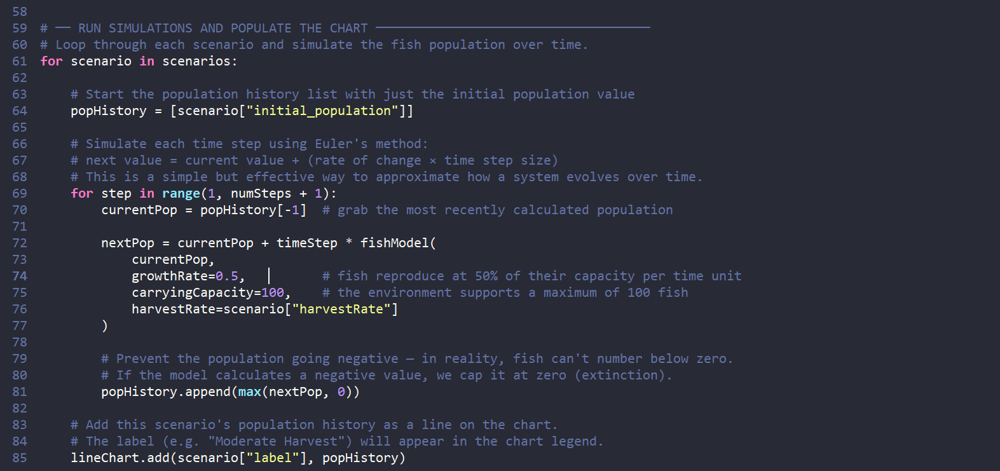 58
59 # ── RUN SIMULATIONS AND POPULATE THE CHART ────────────────────────────────────
60 # Loop through each scenario and simulate the fish population over time.
61 for scenario in scenarios:
62
63     # Start the population history list with just the initial population value
64     popHistory = [scenario["initial_population"]]
65
66     # Simulate each time step using Euler's method:
67     # next value = current value + (rate of change × time step size)
68     # This is a simple but effective way to approximate how a system evolves over time.
69     for step in range(1, numSteps + 1):
70         currentPop = popHistory[-1]  # grab the most recently calculated population
71
72         nextPop = currentPop + timeStep * fishModel(
73             currentPop,
74             growthRate=0.5,          # fish reproduce at 50% of their capacity per time unit
75             carryingCapacity=100,    # the environment supports a maximum of 100 fish
76             harvestRate=scenario["harvestRate"]
77         )
78
79         # Prevent the population going negative — in reality, fish can't number below zero.
80         # If the model calculates a negative value, we cap it at zero (extinction).
81         popHistory.append(max(nextPop, 0))
82
83     # Add this scenario's population history as a line on the chart.
84     # The label (e.g. "Moderate Harvest") will appear in the chart legend.
85     lineChart.add(scenario["label"], popHistory)